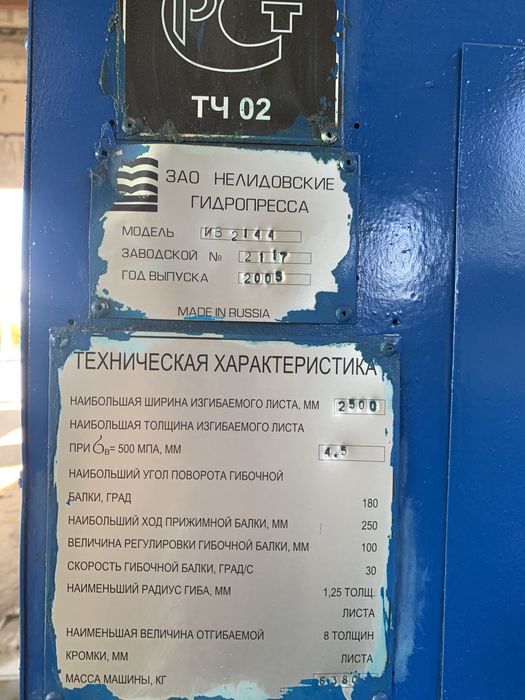 РСТ
ТЧ 02
ЗАО НЕЛИДОВСКИЕ
ГИДРОПРЕССА
МОДЕЛЬ ИВ 2144
ЗАВОДСКОЙ № 2117
ГОД ВЫПУСКА 2005
MADE IN RUSSIA
ТЕХНИЧЕСКАЯ ХАРАКТЕРИСТИКА
НАИБОЛЬШАЯ ШИРИНА ИЗГИБАЕМОГО ЛИСТА, ММ 2500
НАИБОЛЬШАЯ ТОЛЩИНА ИЗГИБАЕМОГО ЛИСТА
ПРИ σв= 500 МПА, ММ 4.5
НАИБОЛЬШИЙ УГОЛ ПОВОРОТА ГИБОЧНОЙ
БАЛКИ, ГРАД 180
НАИБОЛЬШИЙ ХОД ПРИЖИМНОЙ БАЛКИ, ММ 250
ВЕЛИЧИНА РЕГУЛИРОВКИ ГИБОЧНОЙ БАЛКИ, ММ 100
СКОРОСТЬ ГИБОЧНОЙ БАЛКИ, ГРАД/С 30
НАИМЕНЬШИЙ РАДИУС ГИБА, ММ 1,25 ТОЛЩ.
ЛИСТА
НАИМЕНЬШАЯ ВЕЛИЧИНА ОТГИБАЕМОЙ 8 ТОЛЩИН
КРОМКИ, ММ ЛИСТА
МАССА МАШИНЫ, КГ 6380